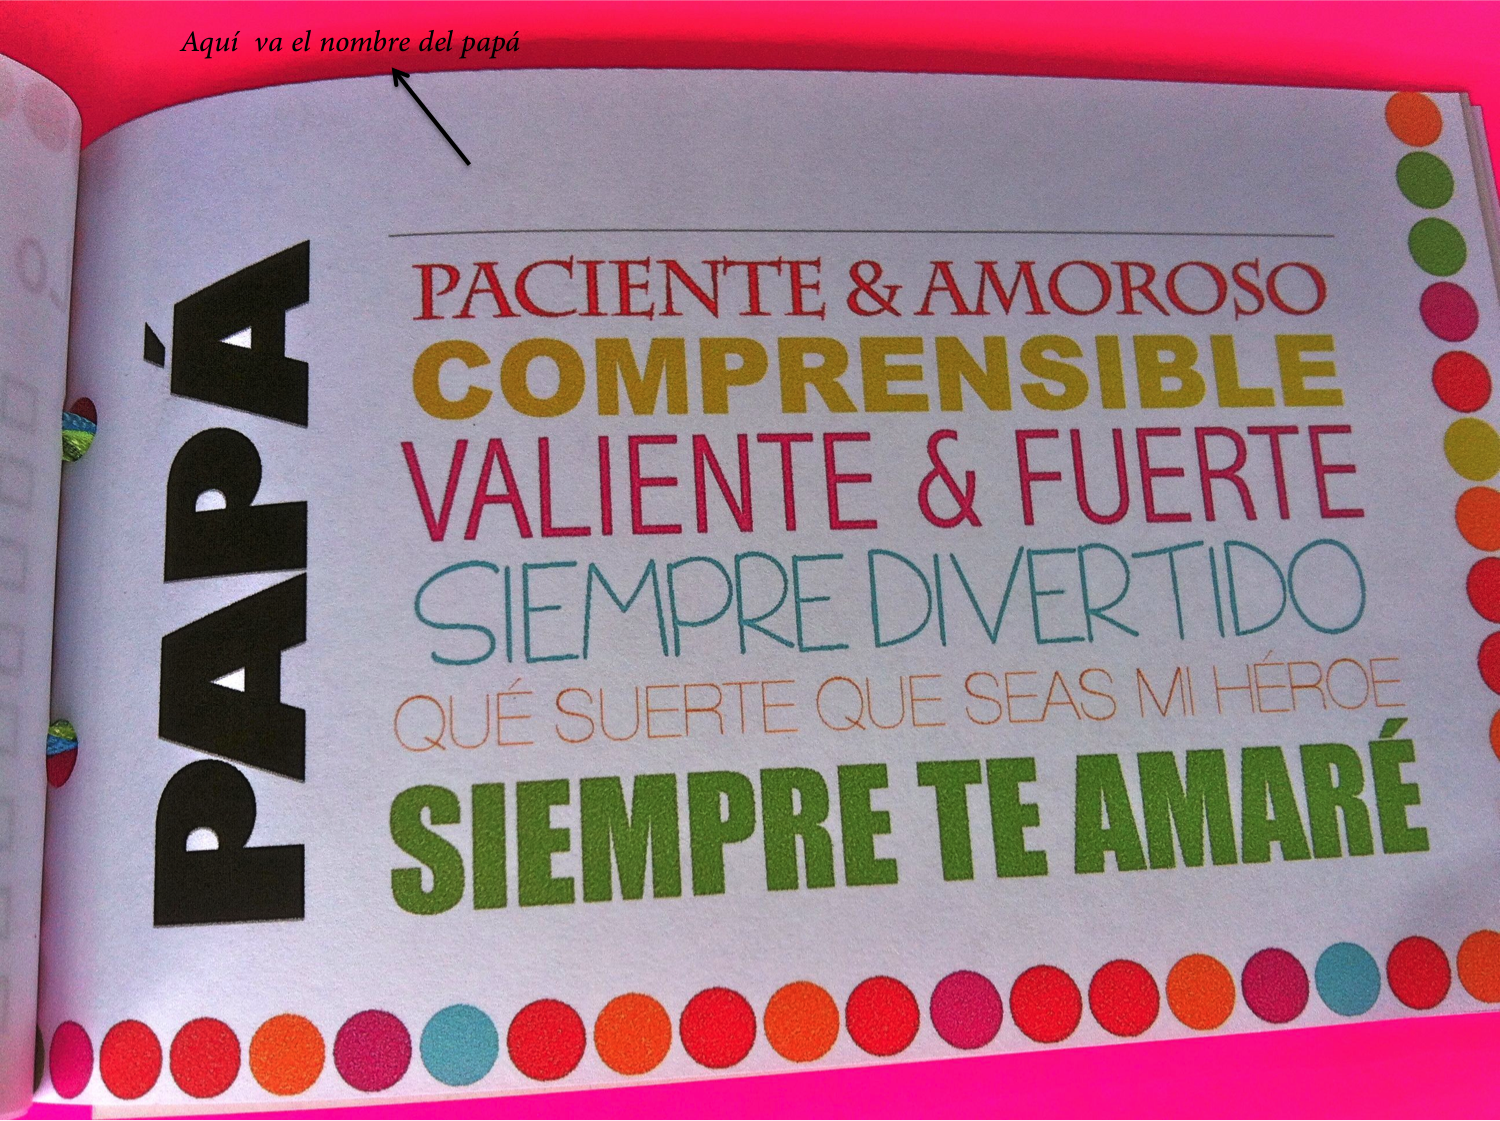 Aquí va el nombre del papá
PAPÁ
PACIENTE & AMOROSO
COMPRENSIBLE
VALIENTE & FUERTE
SIEMPRE DIVERTIDO
QUÉ SUERTE QUE SEAS MI HÉROE
SIEMPRE TE AMARÉ